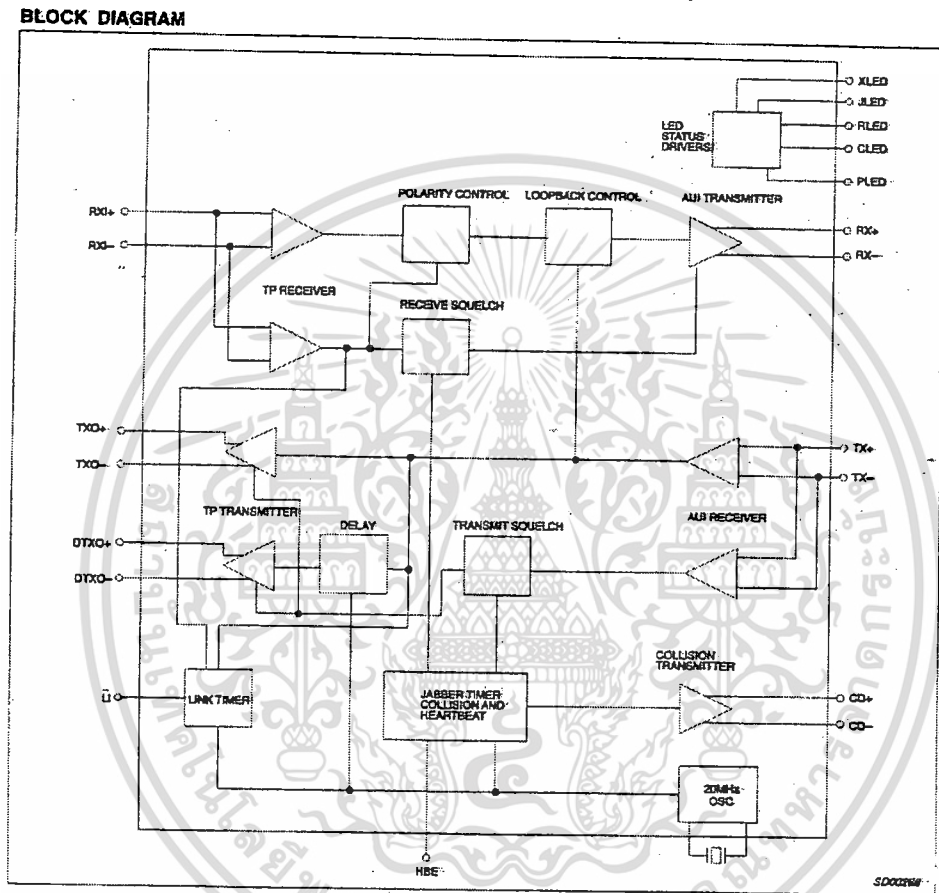 BLOCK DIAGRAM
XLED
JLED
LED
STATUS
DRIVERS
RLED
CLED
PLED
POLARITY CONTROL
LOOPBACK CONTROL
AUI TRANSMITTER
RXI+
RXI–
RX+
RX–
TP RECEIVER
RECEIVE SQUELCH
TXO+
TXO–
TX+
TX–
TP TRANSMITTER
DELAY
TRANSMIT SQUELCH
AUI RECEIVER
DTXO+
DTXO–
COLLISION
TRANSMITTER
LI
LINK TIMER
JABBER TIMER
COLLISION AND
HEARTBEAT
CD+
CD–
20MHz
OSC
HBE
SD00268